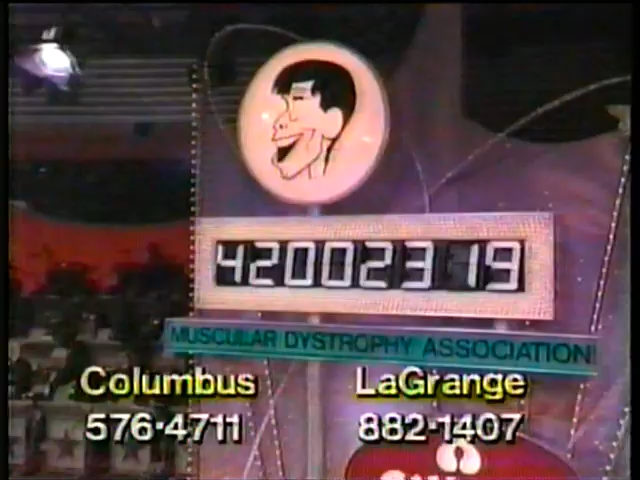 42002319
MUSCULAR DYSTROPHY ASSOCIATION
Columbus LaGrange
576-4711 882-1407